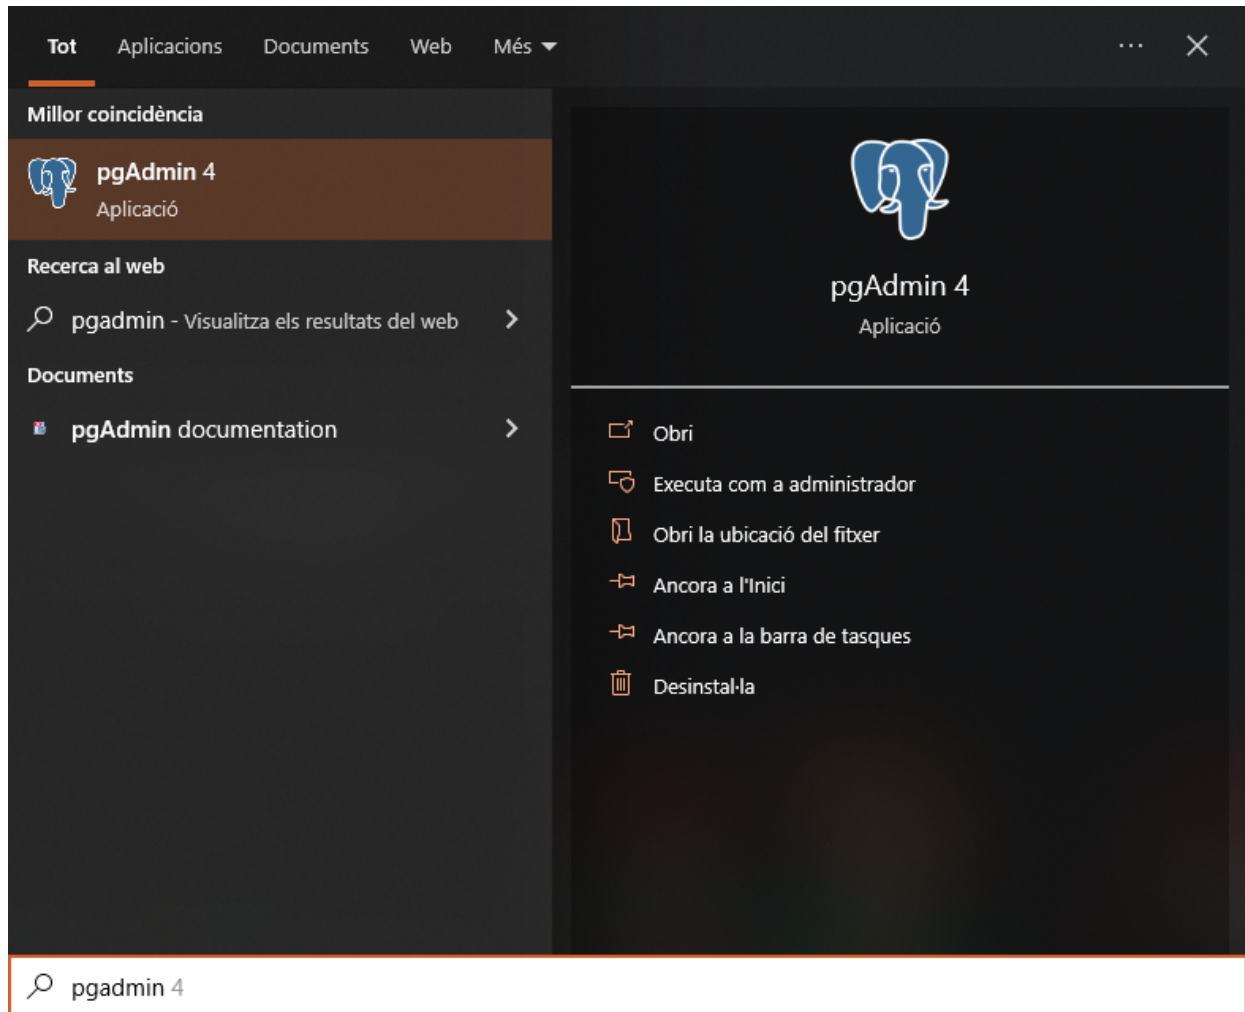 Tot Aplicacions Documents Web Més
Millor coincidència
pgAdmin 4
Aplicació
Recerca al web
pgadmin - Visualitza els resultats del web
Documents
pgAdmin documentation
pgAdmin 4
Aplicació
Obri
Executa com a administrador
Obri la ubicació del fitxer
Ancora a l'Inici
Ancora a la barra de tasques
Desinstal·la
pgadmin 4